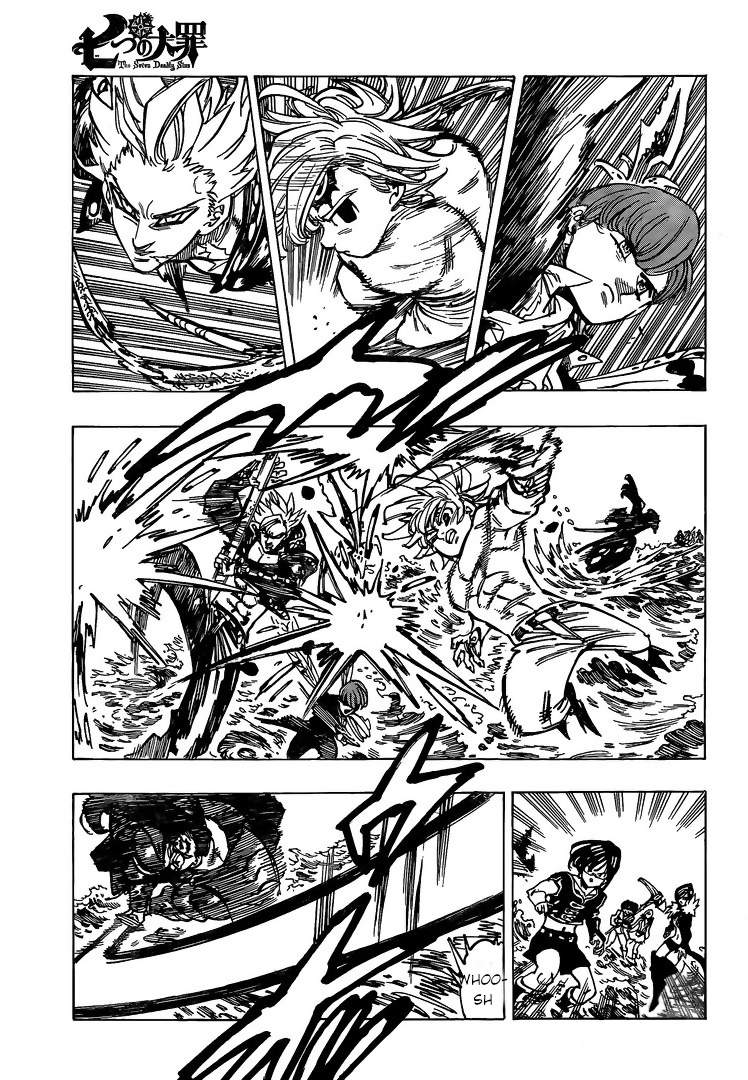 七つの大罪
The Seven Deadly Sins
WHOO-
SH